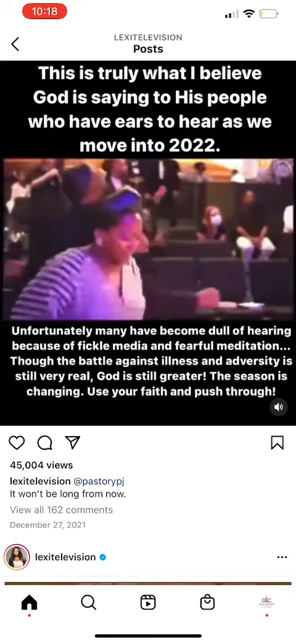 10:18
LEXITELEVISION
Posts
This is truly what I believe
God is saying to His people
who have ears to hear as we
move into 2022.
Unfortunately many have become dull of hearing
because of fickle media and fearful meditation...
Though the battle against illness and adversity is
still very real, God is still greater! The season is
changing. Use your faith and push through!
45,004 views
lexitelevision @pastorypj
It won't be long from now.
View all 162 comments
December 27, 2021
lexitelevision